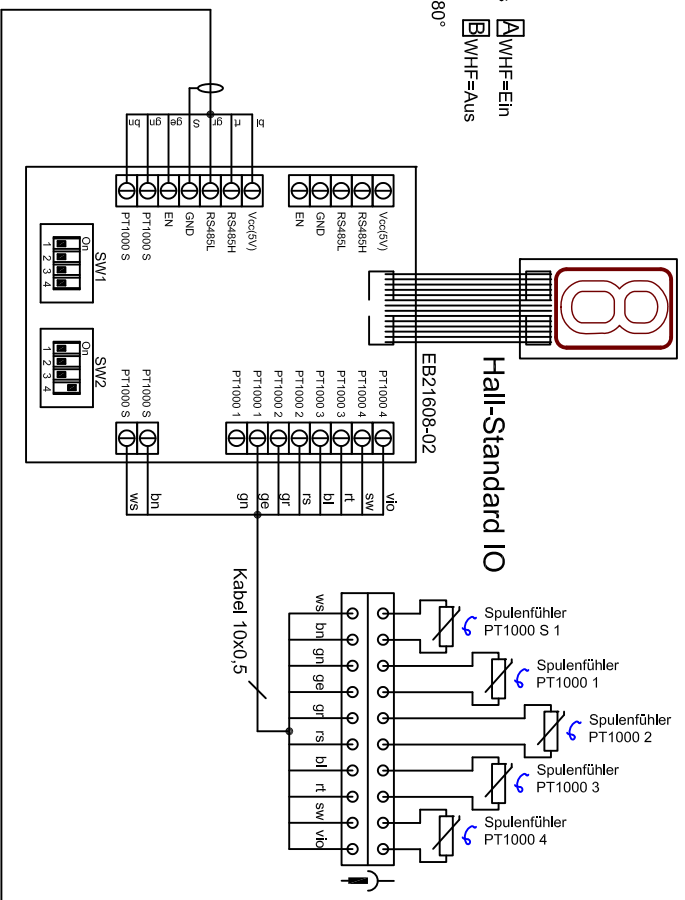 80°
A WHF=Ein
B WHF=Aus
Hall-Standard IO
EB21608-02
bn
gn
ge
S
gr
rt
bl
PT1000 S
PT1000 S
EN
GND
RS485L
RS485H
Vcc(5V)
EN
GND
RS485L
RS485H
Vcc(5V)
SW1
On
1 2 3 4
SW2
On
1 2 3 4
PT1000 S
PT1000 S
PT1000 1
PT1000 1
PT1000 2
PT1000 2
PT1000 3
PT1000 3
PT1000 4
PT1000 4
ws
bn
gn
ge
gr
rs
bl
rt
sw
vio
Kabel 10x0,5
ws
bn
gn
ge
gr
rs
bl
rt
sw
vio
Spulenfühler
PT1000 S 1
Spulenfühler
PT1000 1
Spulenfühler
PT1000 2
Spulenfühler
PT1000 3
Spulenfühler
PT1000 4